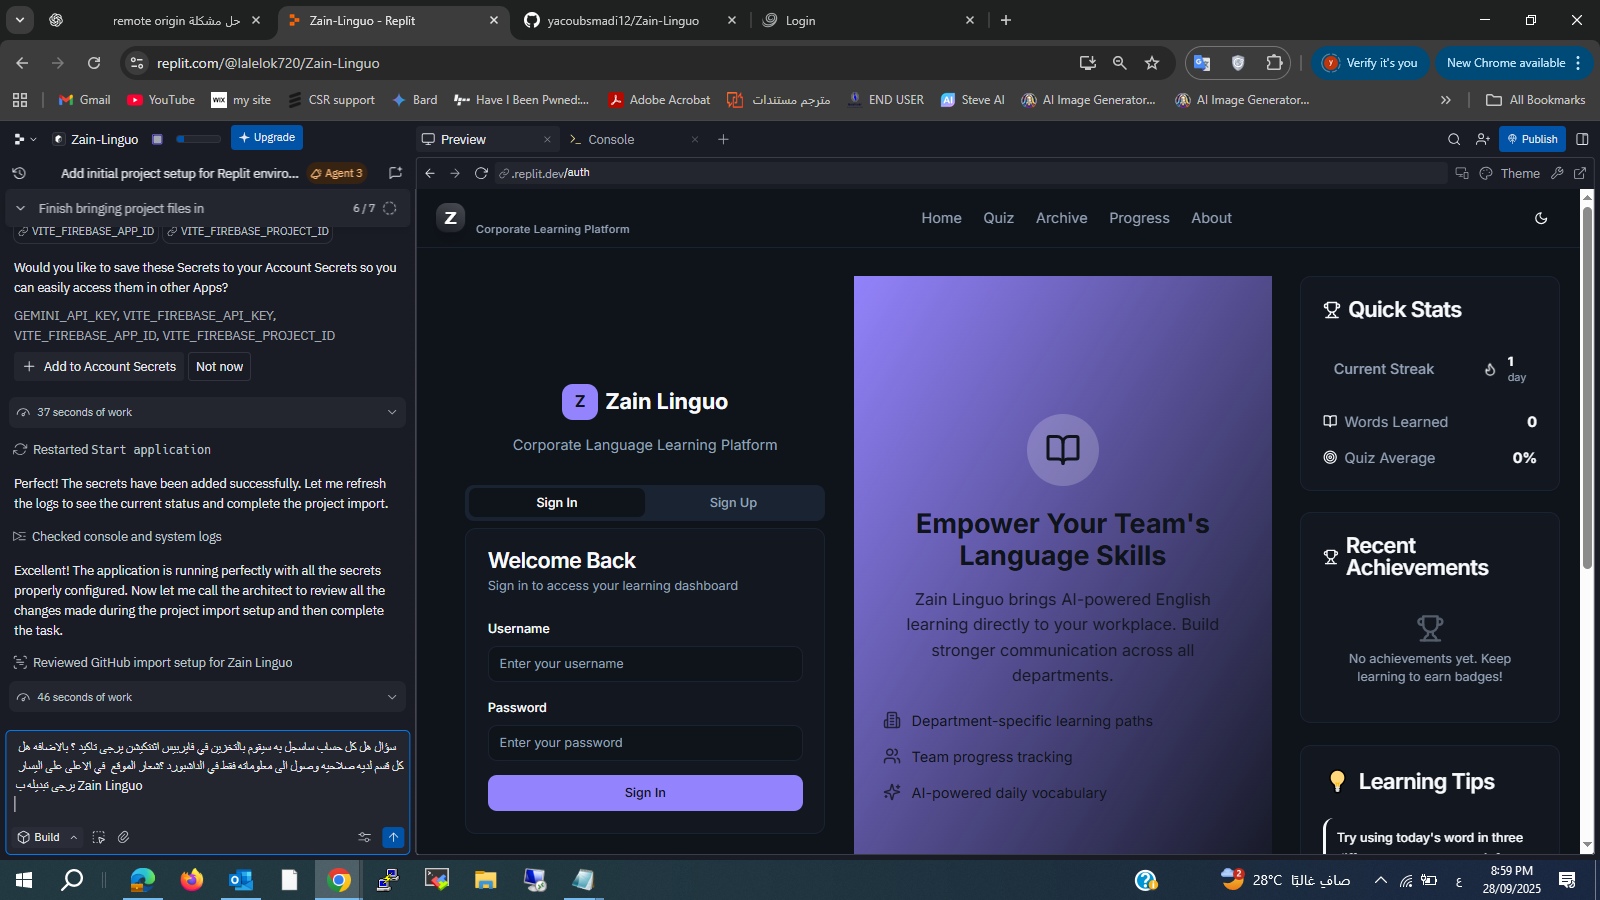 حل مشكلة remote origin
Zain-Linguo - Replit
yacoubsmadi12/Zain-Linguo
Login
replit.com/@lalelok720/Zain-Linguo
Verify it's you
New Chrome available
Gmail
YouTube
my site
CSR support
Bard
Have I Been Pwned:...
Adobe Acrobat
مترجم مستندات
END USER
Steve AI
AI Image Generator...
AI Image Generator...
All Bookmarks
Zain-Linguo
Upgrade
Preview
Console
Publish
Add initial project setup for Replit enviro...
Agent 3
.replit.dev/auth
Theme
Finish bringing project files in
6 / 7
VITE_FIREBASE_APP_ID
VITE_FIREBASE_PROJECT_ID
Would you like to save these Secrets to your Account Secrets so you
can easily access them in other Apps?
GEMINI_API_KEY, VITE_FIREBASE_API_KEY,
VITE_FIREBASE_APP_ID, VITE_FIREBASE_PROJECT_ID
Add to Account Secrets
Not now
37 seconds of work
Restarted Start application
Perfect! The secrets have been added successfully. Let me refresh
the logs to see the current status and complete the project import.
Checked console and system logs
Excellent! The application is running perfectly with all the secrets
properly configured. Now let me call the architect to review all the
changes made during the project import setup and then complete
the task.
Reviewed GitHub import setup for Zain Linguo
46 seconds of work
سؤال هل كل حساب ساسجل به سيقوم بالتخزين في فايربيس اثنتكيشن يرجى تاكيد ؟ بالاضافه هل
كل قسم لديه صلاحيه وصول الى معلوماته فقط في الداشبورد ؟شعار الموقع في الاعلى على اليسار
يرجى تبديله ب Zain Linguo
Build
Z
Corporate Learning Platform
Home
Quiz
Archive
Progress
About
Z
Zain Linguo
Corporate Language Learning Platform
Sign In
Sign Up
Welcome Back
Sign in to access your learning dashboard
Username
Enter your username
Password
Enter your password
Sign In
Empower Your Team's
Language Skills
Zain Linguo brings AI-powered English
learning directly to your workplace. Build
stronger communication across all
departments.
Department-specific learning paths
Team progress tracking
AI-powered daily vocabulary
Quick Stats
Current Streak
1
day
Words Learned
0
Quiz Average
0%
Recent
Achievements
No achievements yet. Keep
learning to earn badges!
Learning Tips
Try using today's word in three
2
28°C
صافٍ غالبًا
ع
8:59 PM
28/09/2025